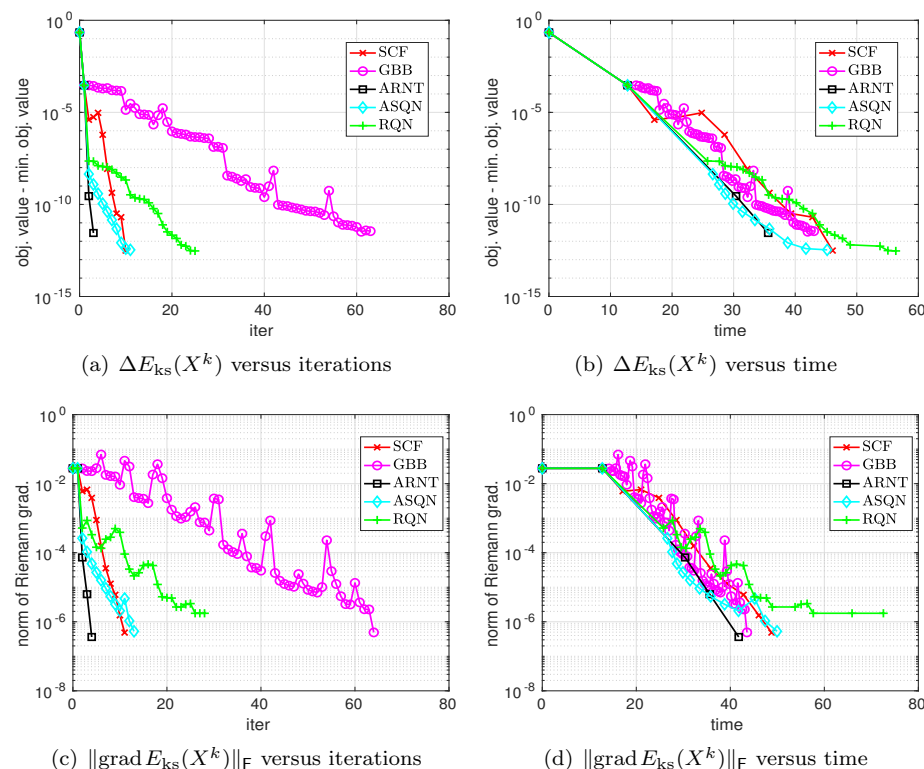 10^0
10^-5
10^-10
10^-15
obj. value - min. obj. value
0 20 40 60 80
iter
SCF
GBB
ARNT
ASQN
RQN
(a) ΔE_ks(X^k) versus iterations
10^0
10^-5
10^-10
10^-15
obj. value - min. obj. value
0 10 20 30 40 50 60
time
SCF
GBB
ARNT
ASQN
RQN
(b) ΔE_ks(X^k) versus time
10^0
10^-2
10^-4
10^-6
10^-8
norm of Riemann grad.
0 20 40 60 80
iter
SCF
GBB
ARNT
ASQN
RQN
(c) ‖grad E_ks(X^k)‖_F versus iterations
10^0
10^-2
10^-4
10^-6
10^-8
norm of Riemann grad.
0 20 40 60 80
time
SCF
GBB
ARNT
ASQN
RQN
(d) ‖grad E_ks(X^k)‖_F versus time